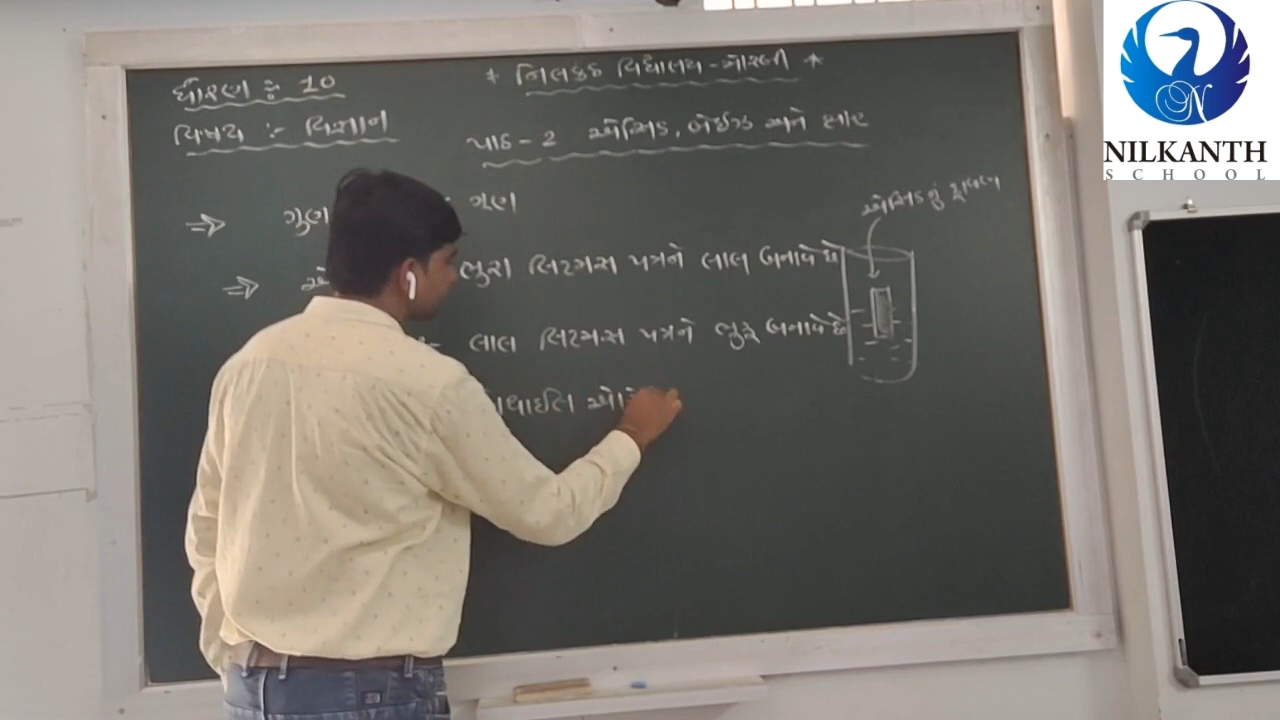 ધોરણ :- 10
* નિલકંઠ વિદ્યાલય - મોરબી *
વિષય :- વિજ્ઞાન
પાઠ - 2 એસિડ, બેઈઝ અને ક્ષાર
⇒ ગુણ ગુણ
એસિડનું દ્રાવણ
⇒ ભુરા લિટમસ પત્રને લાલ બનાવે છે
:- લાલ લિટમસ પત્રને ભુરૂ બનાવે છે
N
NILKANTH
SCHOOL